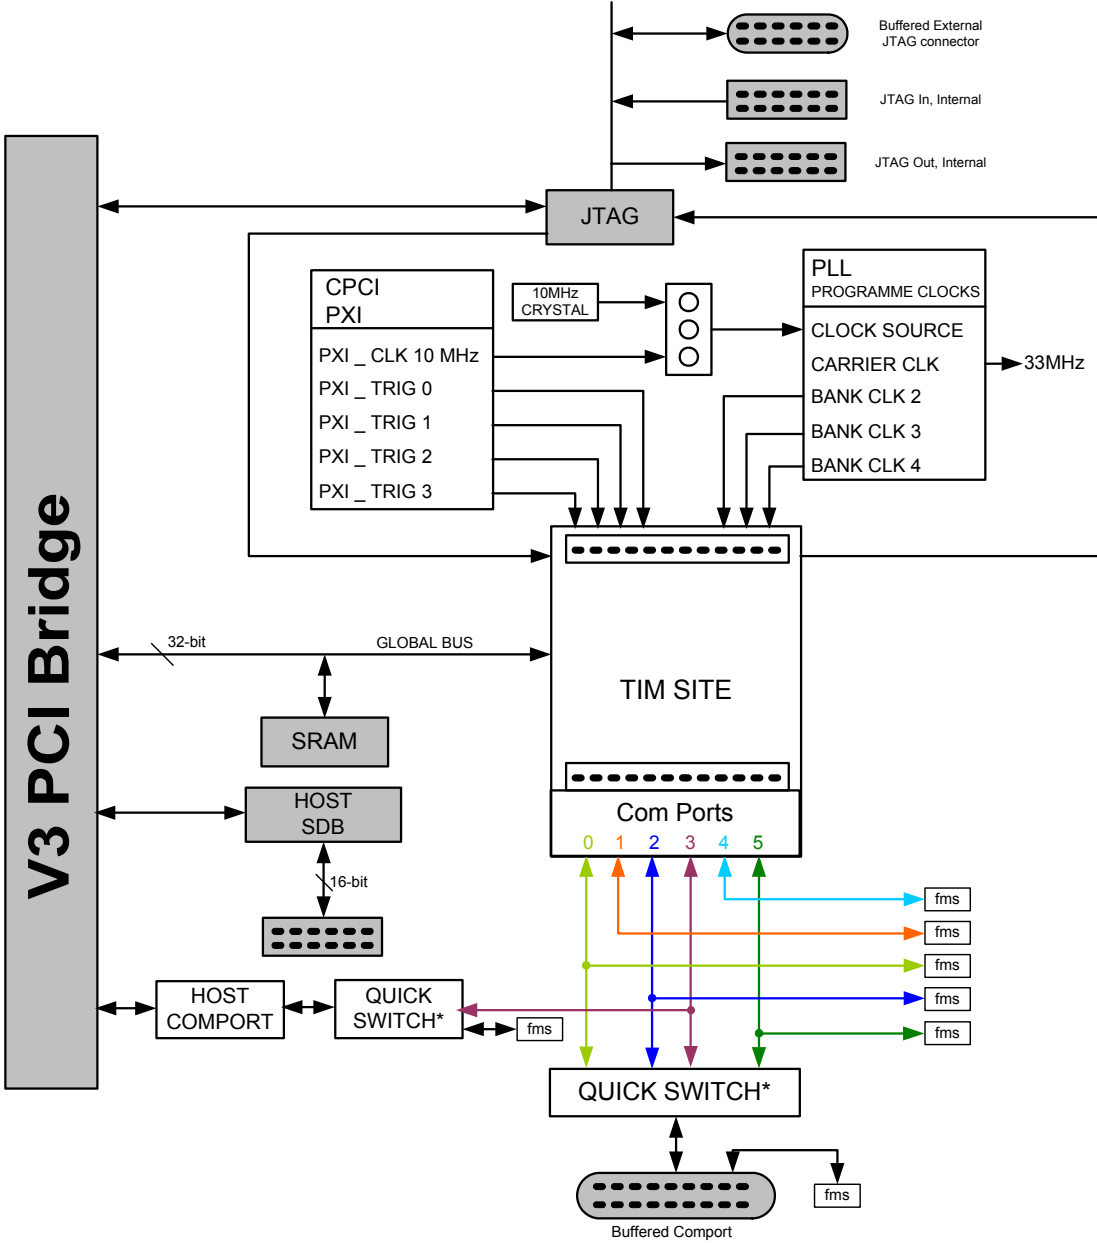 Buffered External
JTAG connector
JTAG In, Internal
JTAG Out, Internal
JTAG
CPCI
PXI
PXI _ CLK 10 MHz
PXI _ TRIG 0
PXI _ TRIG 1
PXI _ TRIG 2
PXI _ TRIG 3
10MHz
CRYSTAL
PLL
PROGRAMME CLOCKS
CLOCK SOURCE
CARRIER CLK
BANK CLK 2
BANK CLK 3
BANK CLK 4
33MHz
V3 PCI Bridge
32-bit
GLOBAL BUS
TIM SITE
SRAM
HOST
SDB
16-bit
Com Ports
0 1 2 3 4 5
fms
fms
fms
fms
fms
HOST
COMPORT
QUICK
SWITCH*
fms
QUICK SWITCH*
fms
Buffered Comport